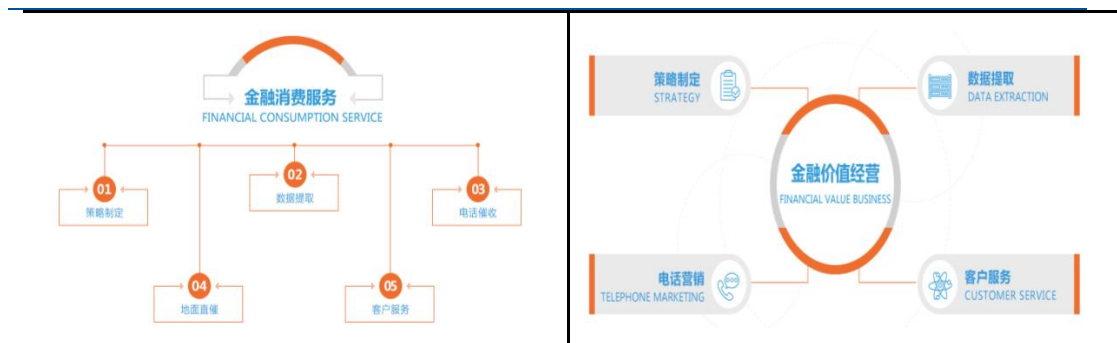 金融消费服务
FINANCIAL CONSUMPTION SERVICE
01
策略制定
02
数据提取
03
电话催收
04
地面直催
05
客户服务
策略制定
STRATEGY
数据提取
DATA EXTRACTION
金融价值经营
FINANCIAL VALUE BUSINESS
电话营销
TELEPHONE MARKETING
客户服务
CUSTOMER SERVICE